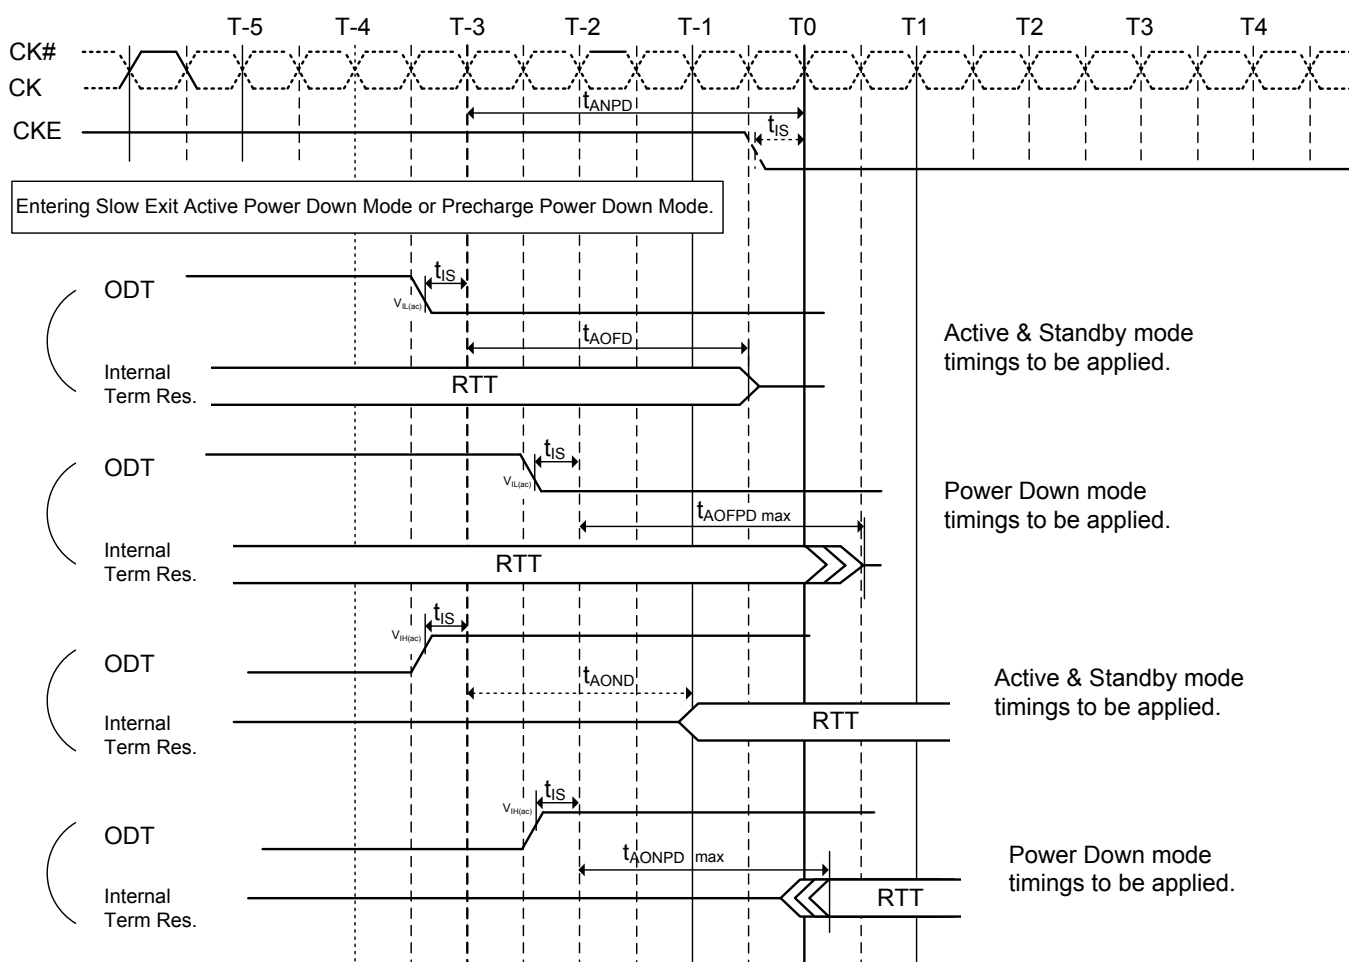 T-5 T-4 T-3 T-2 T-1 T0 T1 T2 T3 T4
CK#
CK
tANPD
CKE
tIS
Entering Slow Exit Active Power Down Mode or Precharge Power Down Mode.
ODT
tIS
VIL(ac)
tAOFD
Internal
Term Res.
RTT
Active & Standby mode
timings to be applied.
ODT
tIS
VIL(ac)
tAOFPD max
Internal
Term Res.
RTT
Power Down mode
timings to be applied.
tIS
VIH(ac)
ODT
tAOND
Internal
Term Res.
RTT
Active & Standby mode
timings to be applied.
tIS
VIH(ac)
ODT
tAONPD max
Internal
Term Res.
RTT
Power Down mode
timings to be applied.